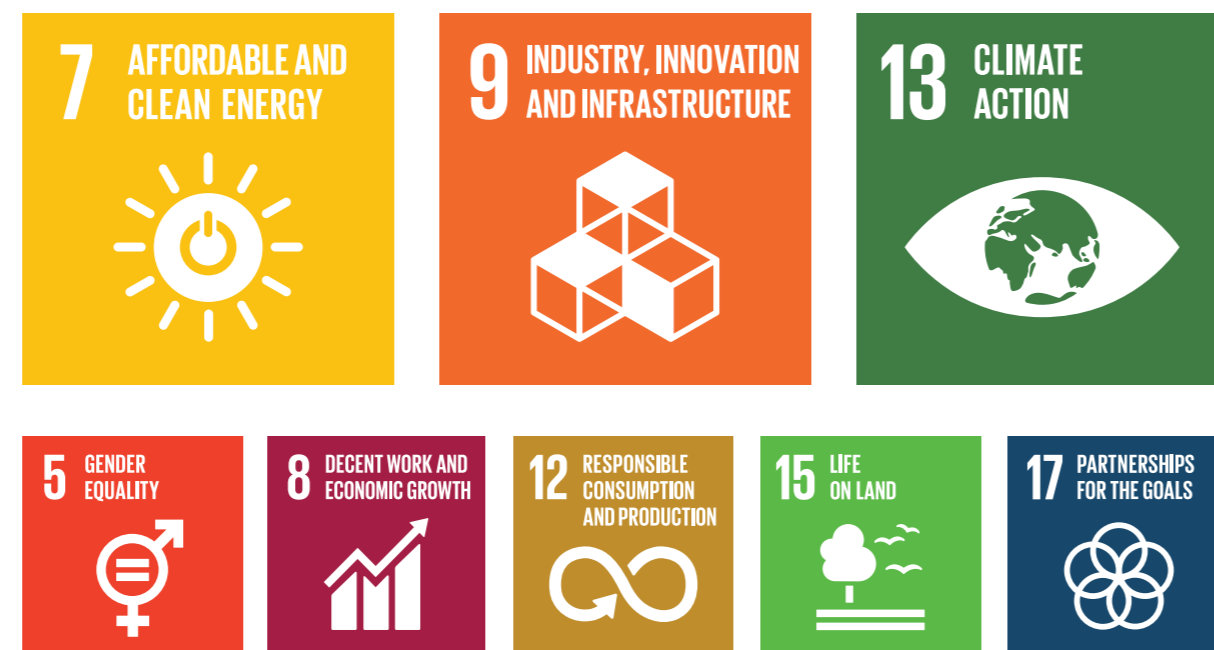 7 AFFORDABLE AND
CLEAN ENERGY
9 INDUSTRY, INNOVATION
AND INFRASTRUCTURE
13 CLIMATE
ACTION
5 GENDER
EQUALITY
8 DECENT WORK AND
ECONOMIC GROWTH
12 RESPONSIBLE
CONSUMPTION
AND PRODUCTION
15 LIFE
ON LAND
17 PARTNERSHIPS
FOR THE GOALS